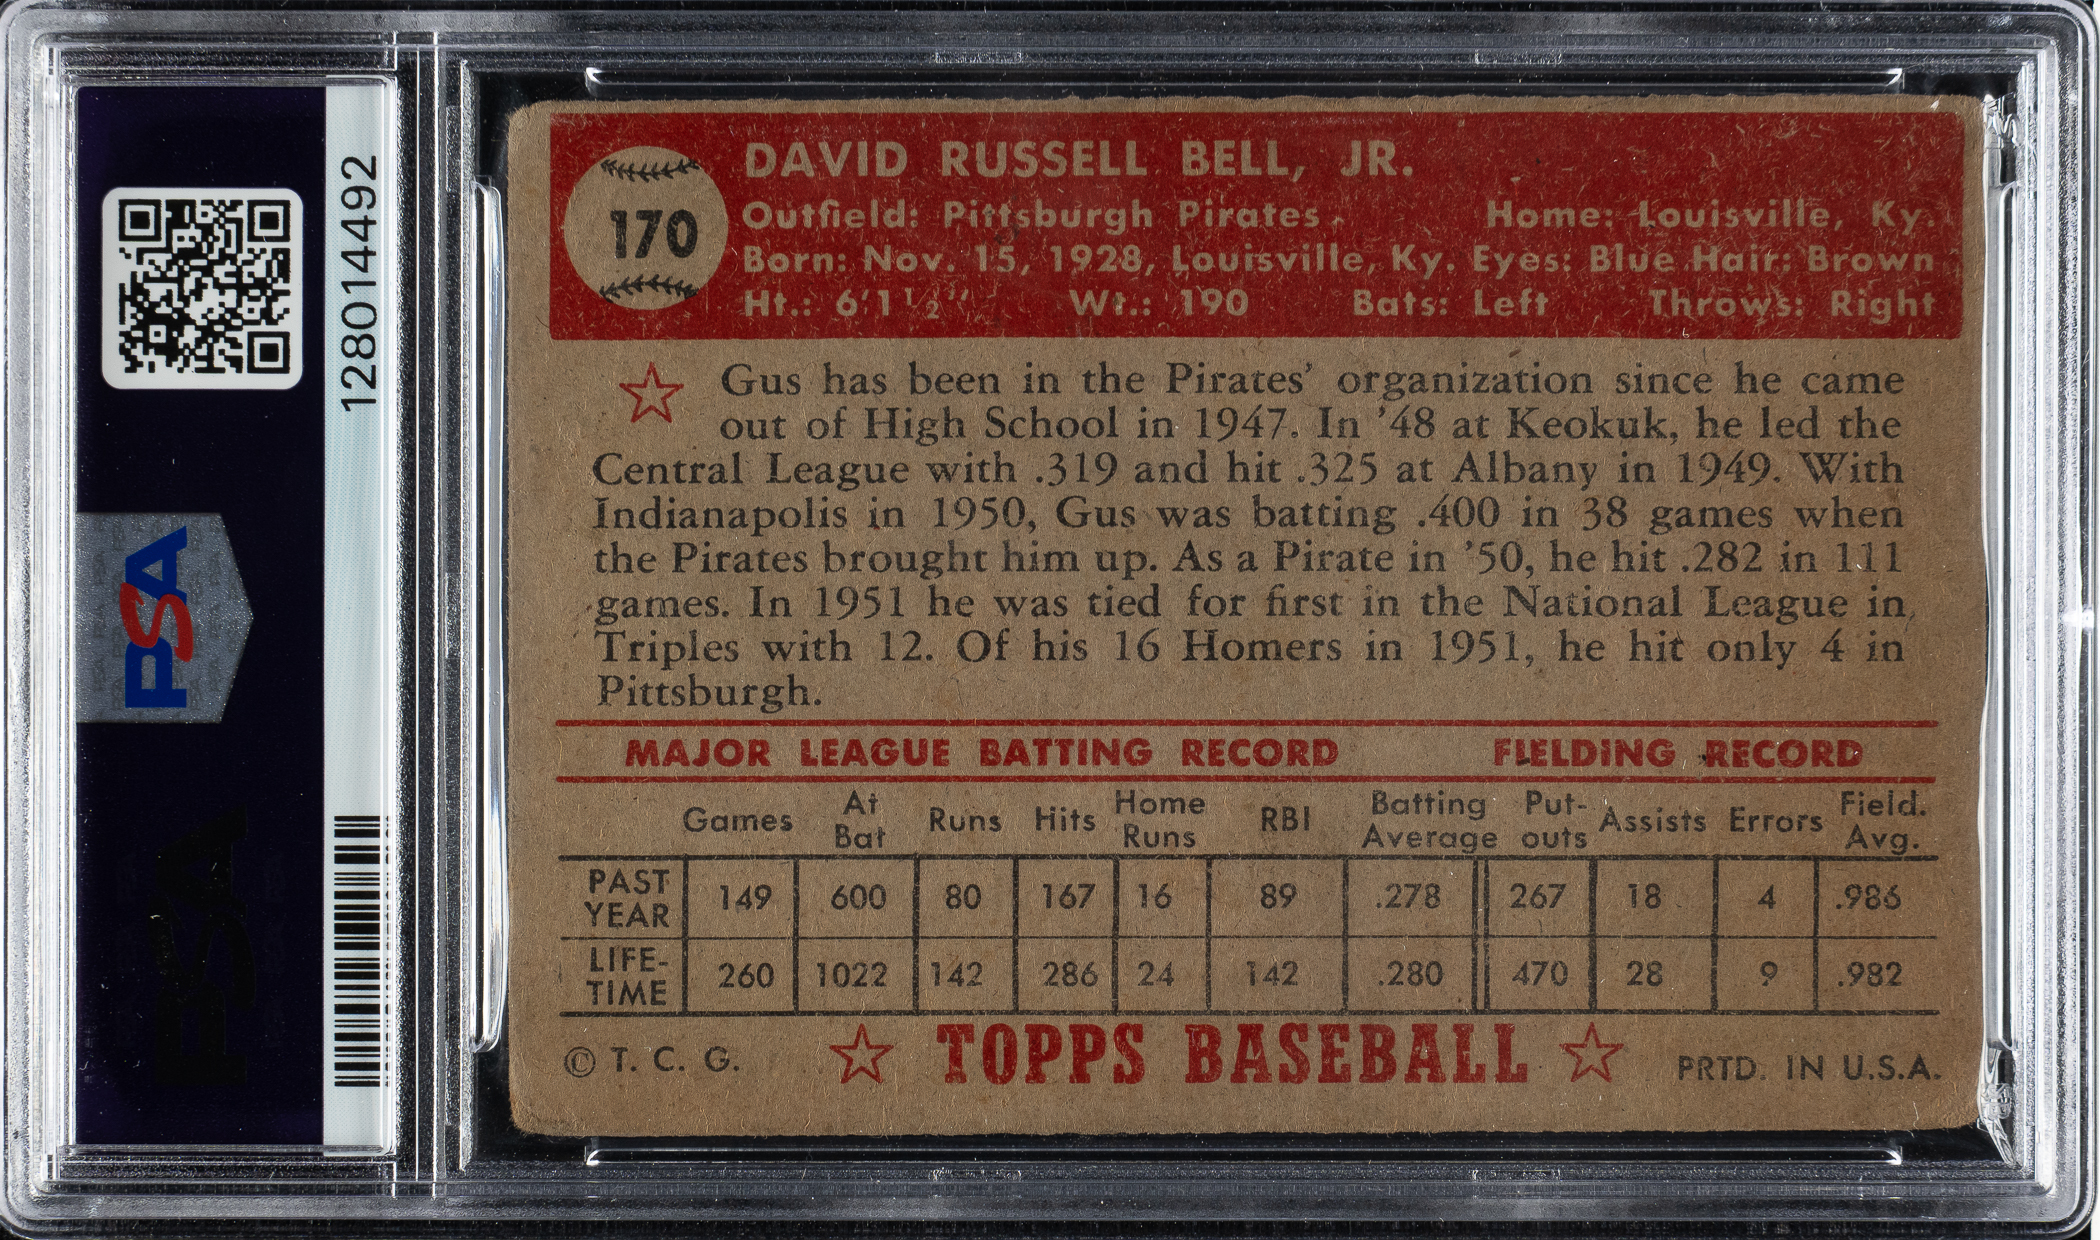 128014492
PSA
PSA
DAVID RUSSELL BELL, JR.
170
Outfield: Pittsburgh Pirates. Home: Louisville, Ky.
Born: Nov. 15, 1928, Louisville, Ky. Eyes: Blue Hair: Brown
Ht.: 6'1 1/2" Wt.: 190 Bats: Left Throws: Right
Gus has been in the Pirates' organization since he came
out of High School in 1947. In '48 at Keokuk, he led the
Central League with .319 and hit .325 at Albany in 1949. With
Indianapolis in 1950, Gus was batting .400 in 38 games when
the Pirates brought him up. As a Pirate in '50, he hit .282 in 111
games. In 1951 he was tied for first in the National League in
Triples with 12. Of his 16 Homers in 1951, he hit only 4 in
Pittsburgh.
MAJOR LEAGUE BATTING RECORD FIELDING RECORD
Games At Bat Runs Hits Home Runs RBI Batting Average Put-outs Assists Errors Field. Avg.
PAST YEAR 149 600 80 167 16 89 .278 267 18 4 .986
LIFE-TIME 260 1022 142 286 24 142 .280 470 28 9 .982
© T. C. G. TOPPS BASEBALL PRTD. IN U.S.A.